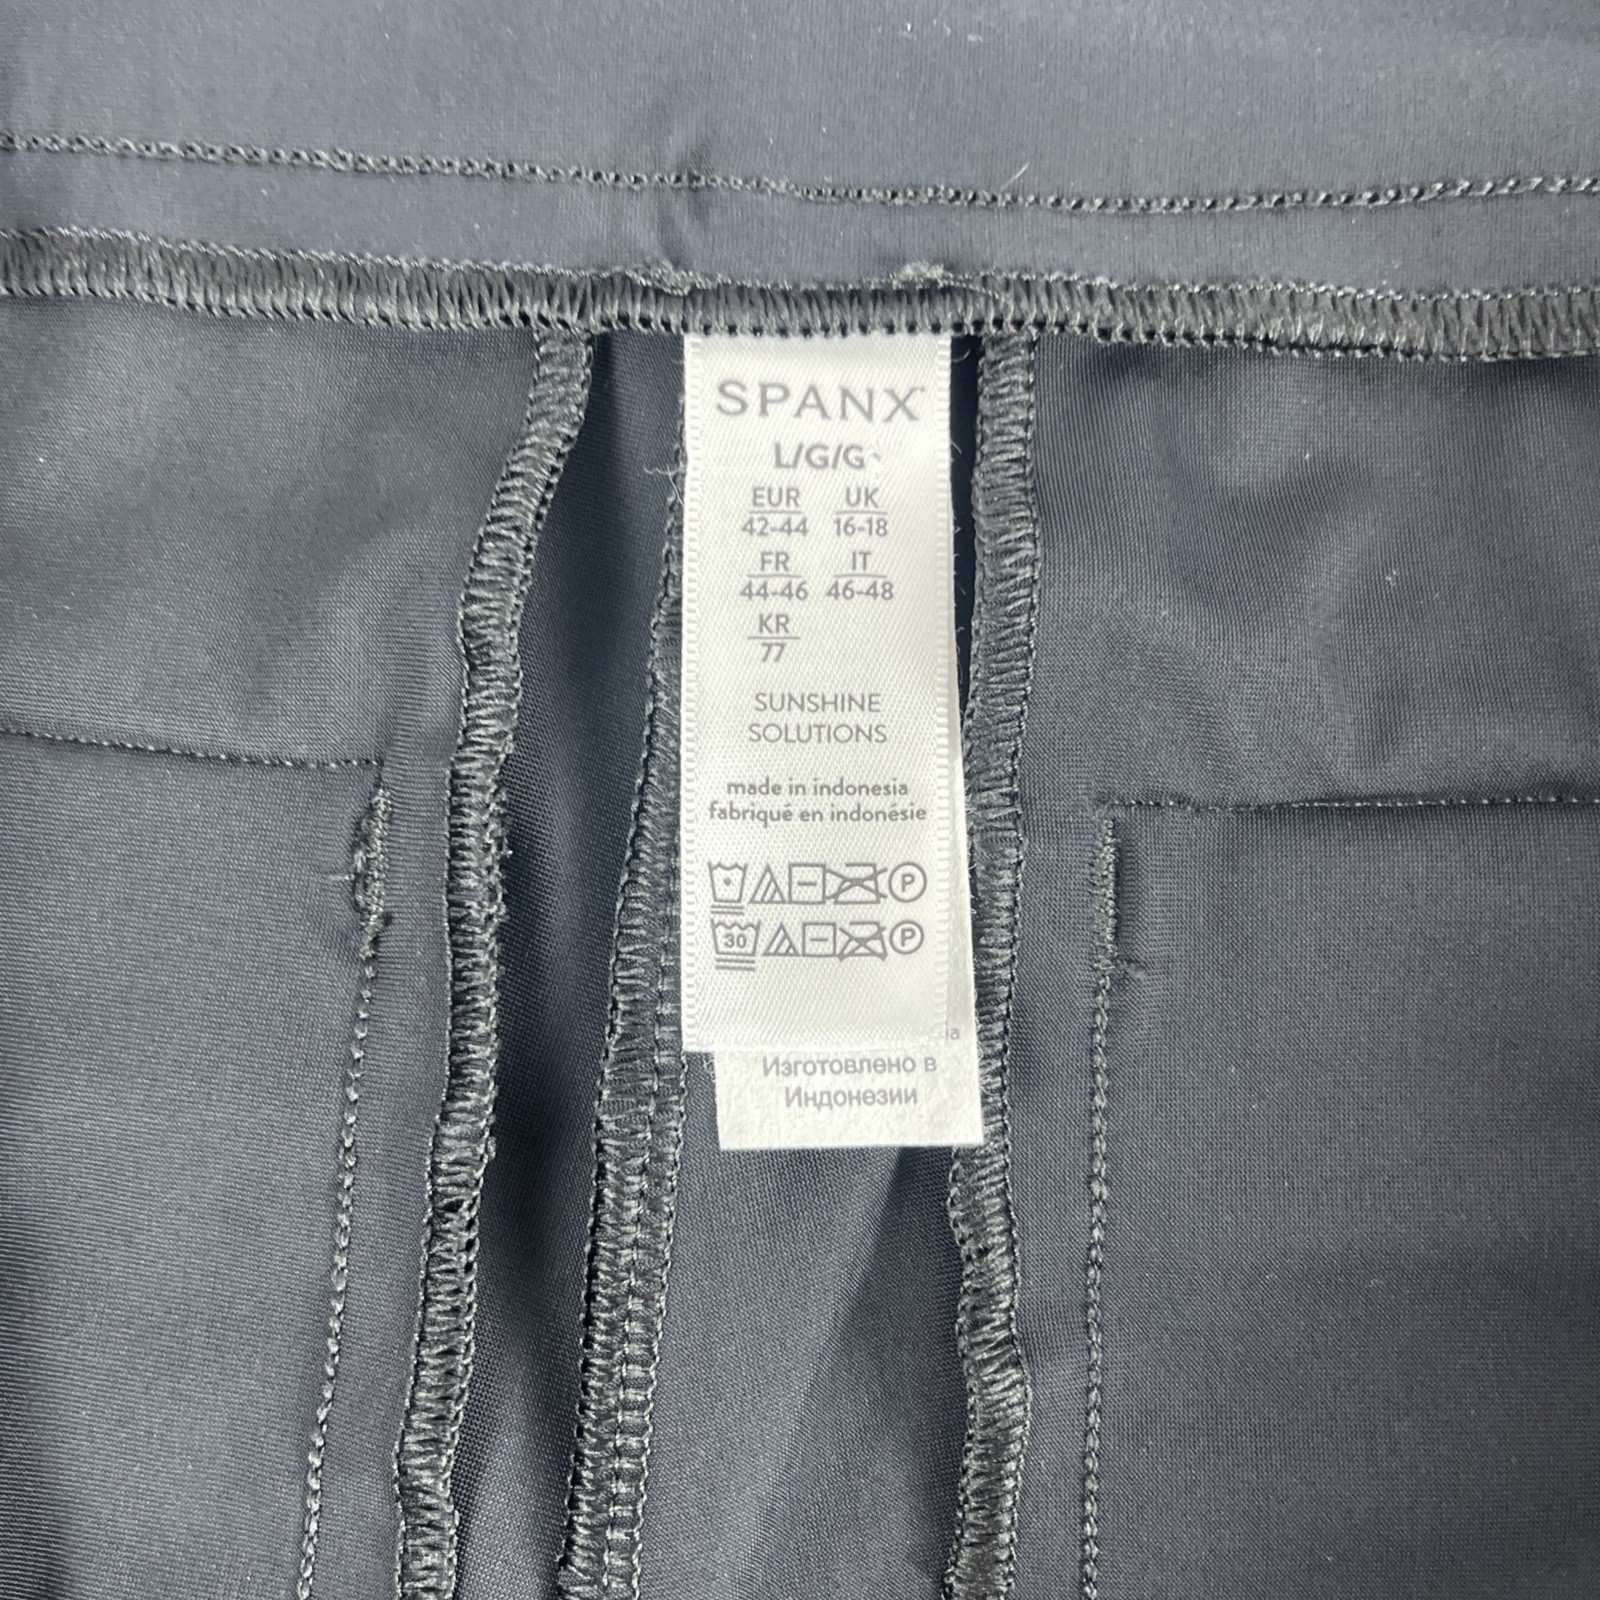 SPANX
L/G/G
EUR UK
42-44 16-18
FR IT
44-46 46-48
KR
77
SUNSHINE
SOLUTIONS
made in indonesia
fabriqué en indonésie
P
30 P
Изготовлено в
Индонезии